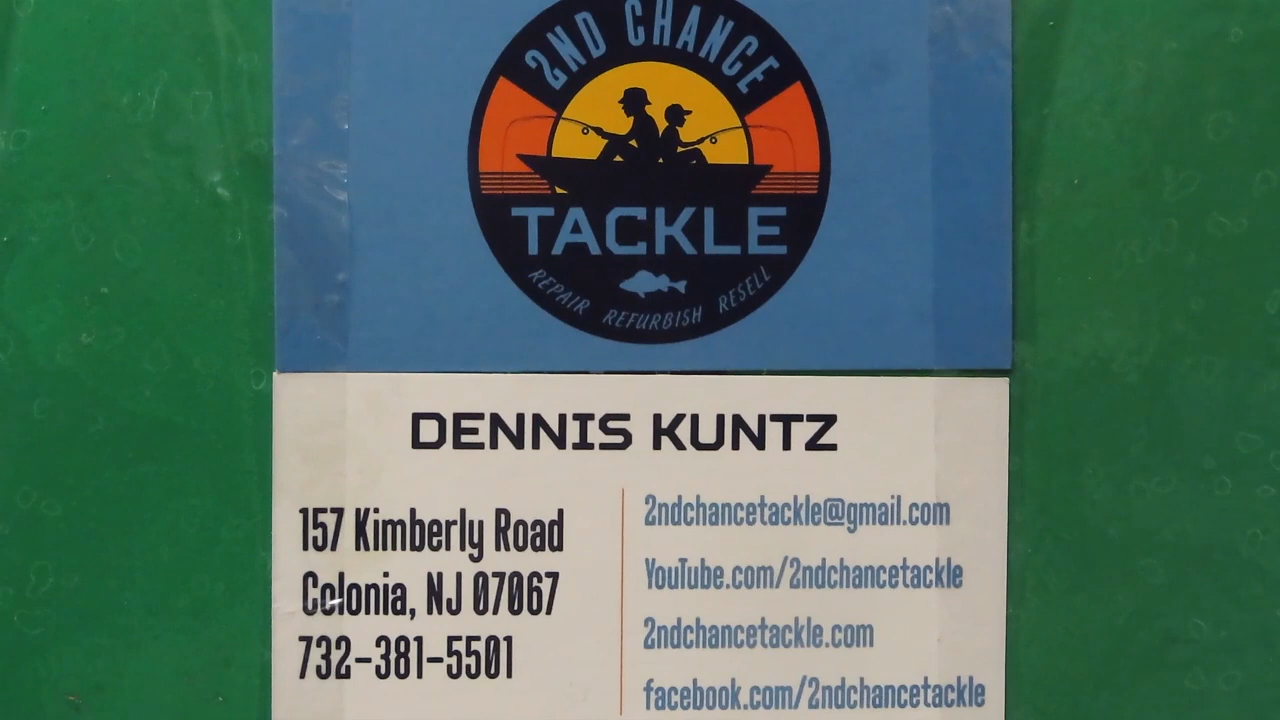 2ND CHANCE
TACKLE
REPAIR REFURBISH RESELL
DENNIS KUNTZ
157 Kimberly Road
Colonia, NJ 07067
732-381-5501
2ndchancetackle@gmail.com
YouTube.com/2ndchancetackle
2ndchancetackle.com
facebook.com/2ndchancetackle